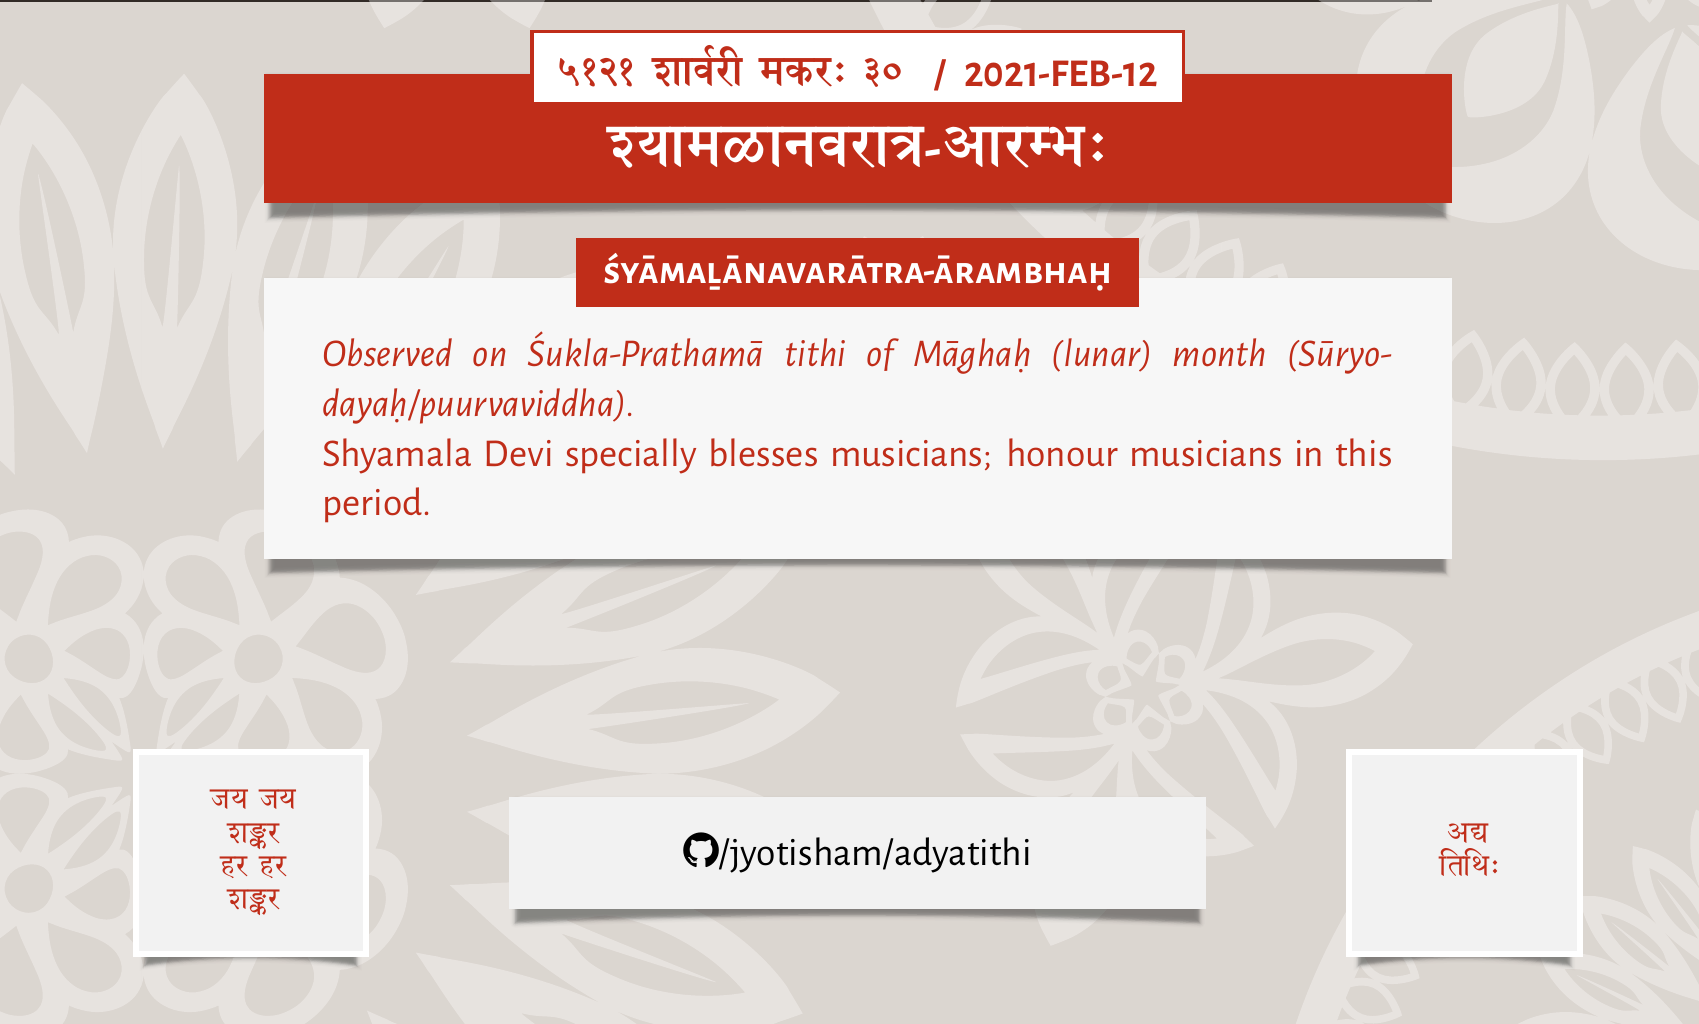 ५१२१ शार्वरी मकरः ३० / 2021-FEB-12
श्यामळानवरात्र-आरम्भः
ŚYĀMAḺĀNAVARĀTRA-ĀRAMBHAḤ
Observed on Śukla-Prathamā tithi of Māghaḥ (lunar) month (Sūryo-
dayaḥ/puurvaviddha).
Shyamala Devi specially blesses musicians; honour musicians in this
period.
जय जय
शङ्कर
हर हर
शङ्कर
/jyotisham/adyatithi
अद्य
तिथिः